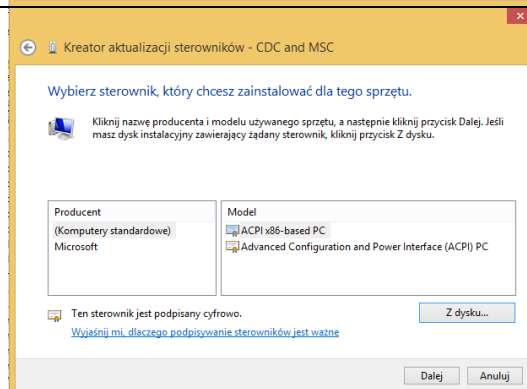 Kreator aktualizacji sterowników - CDC and MSC
Wybierz sterownik, który chcesz zainstalować dla tego sprzętu.
Kliknij nazwę producenta i modelu używanego sprzętu, a następnie kliknij przycisk Dalej. Jeśli
masz dysk instalacyjny zawierający żądany sterownik, kliknij przycisk Z dysku.
Producent
(Komputery standardowe)
Microsoft
Model
ACPI x86-based PC
Advanced Configuration and Power Interface (ACPI) PC
Ten sterownik jest podpisany cyfrowo.
Wyjaśnij mi, dlaczego podpisywanie sterowników jest ważne
Z dysku...
Dalej
Anuluj